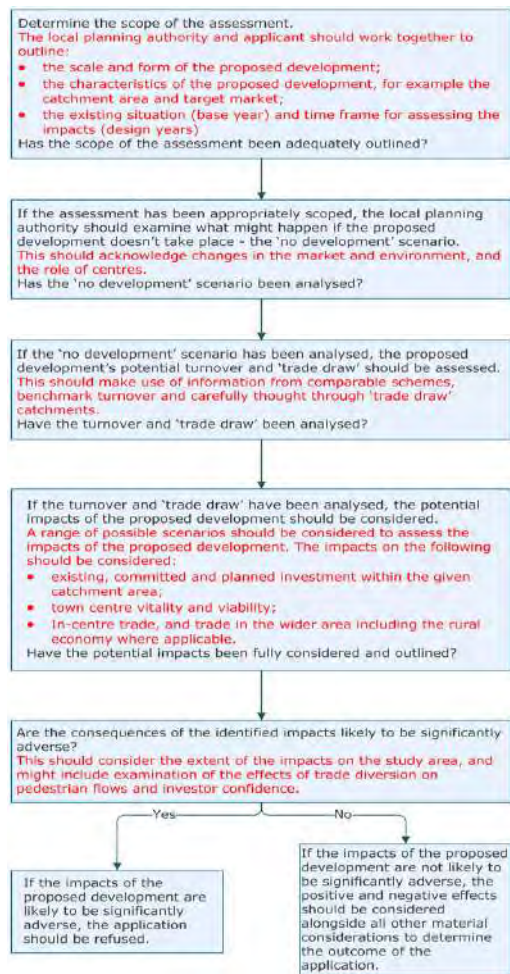 Determine the scope of the assessment.
The local planning authority and applicant should work together to
outline:
• the scale and form of the proposed development;
• the characteristics of the proposed development, for example the
catchment area and target market;
• the existing situation (base year) and time frame for assessing the
impacts (design years)
Has the scope of the assessment been adequately outlined?
If the assessment has been appropriately scoped, the local planning
authority should examine what might happen if the proposed
development doesn't take place - the 'no development' scenario.
This should acknowledge changes in the market and environment, and
the role of centres.
Has the 'no development' scenario been analysed?
If the 'no development' scenario has been analysed, the proposed
development's potential turnover and 'trade draw' should be assessed.
This should make use of information from comparable schemes,
benchmark turnover and carefully thought through 'trade draw'
catchments.
Have the turnover and 'trade draw' been analysed?
If the turnover and 'trade draw' have been analysed, the potential
impacts of the proposed development should be considered.
A range of possible scenarios should be considered to assess the
impacts of the proposed development. The impacts on the following
should be considered:
• existing, committed and planned investment within the given
catchment area;
• town centre vitality and viability;
• In-centre trade, and trade in the wider area including the rural
economy where applicable.
Have the potential impacts been fully considered and outlined?
Are the consequences of the identified impacts likely to be significantly
adverse?
This should consider the extent of the impacts on the study area, and
might include examination of the effects of trade diversion on
pedestrian flows and investor confidence.
Yes
No
If the impacts of the
proposed development are
likely to be significantly
adverse, the application
should be refused.
If the impacts of the proposed
development are not likely to
be significantly adverse, the
positive and negative effects
should be considered
alongside all other material
considerations to determine
the outcome of the
application.